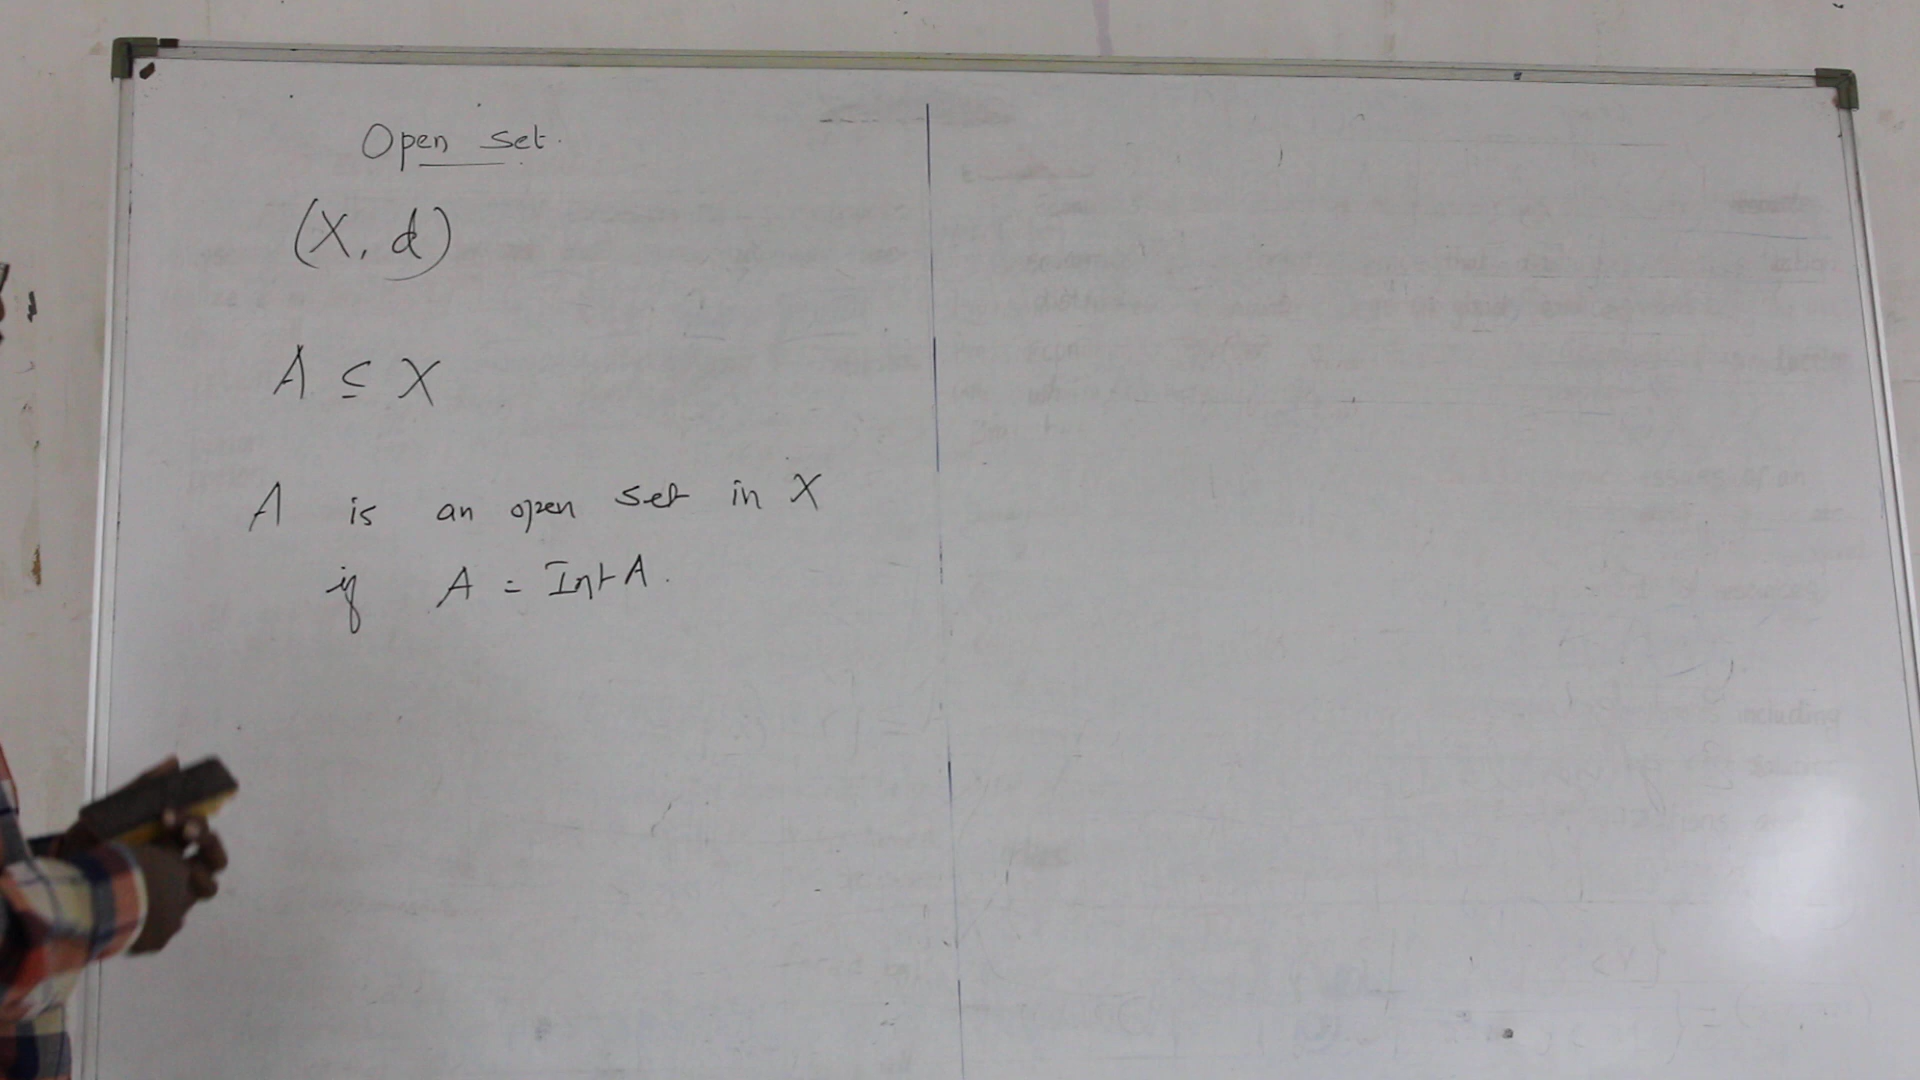 Open set.
(X, d)
A ⊆ X
A is an open set in X
if A = Int A.